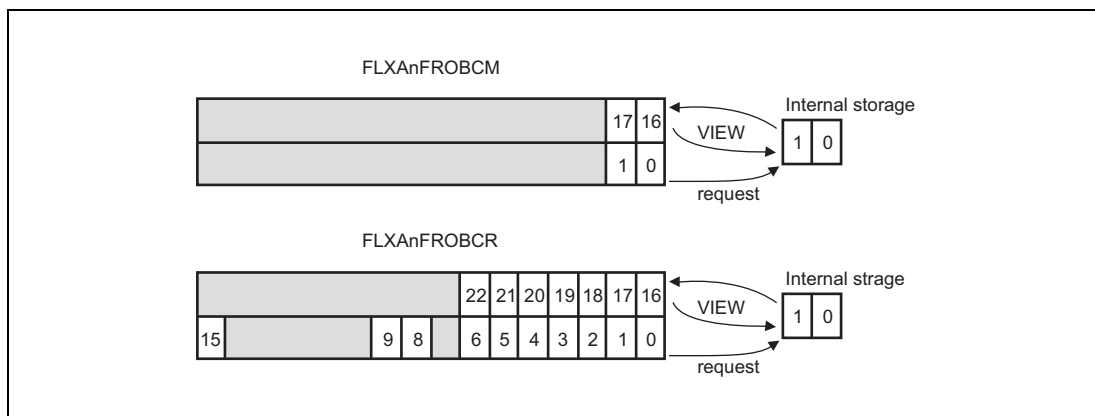 FLXAnFROBCM
Internal storage
17 16
VIEW
1 0
1 0
request
FLXAnFROBCR
Internal strage
22 21 20 19 18 17 16
VIEW
1 0
15 9 8 6 5 4 3 2 1 0
request